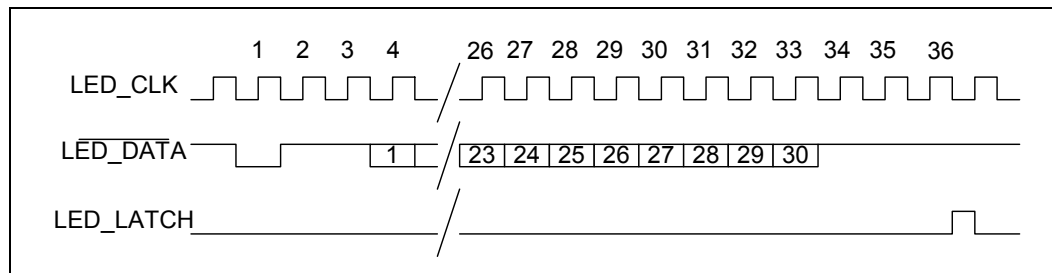 1 2 3 4 26 27 28 29 30 31 32 33 34 35 36
LED_CLK
LED_DATA 1 23 24 25 26 27 28 29 30
LED_LATCH